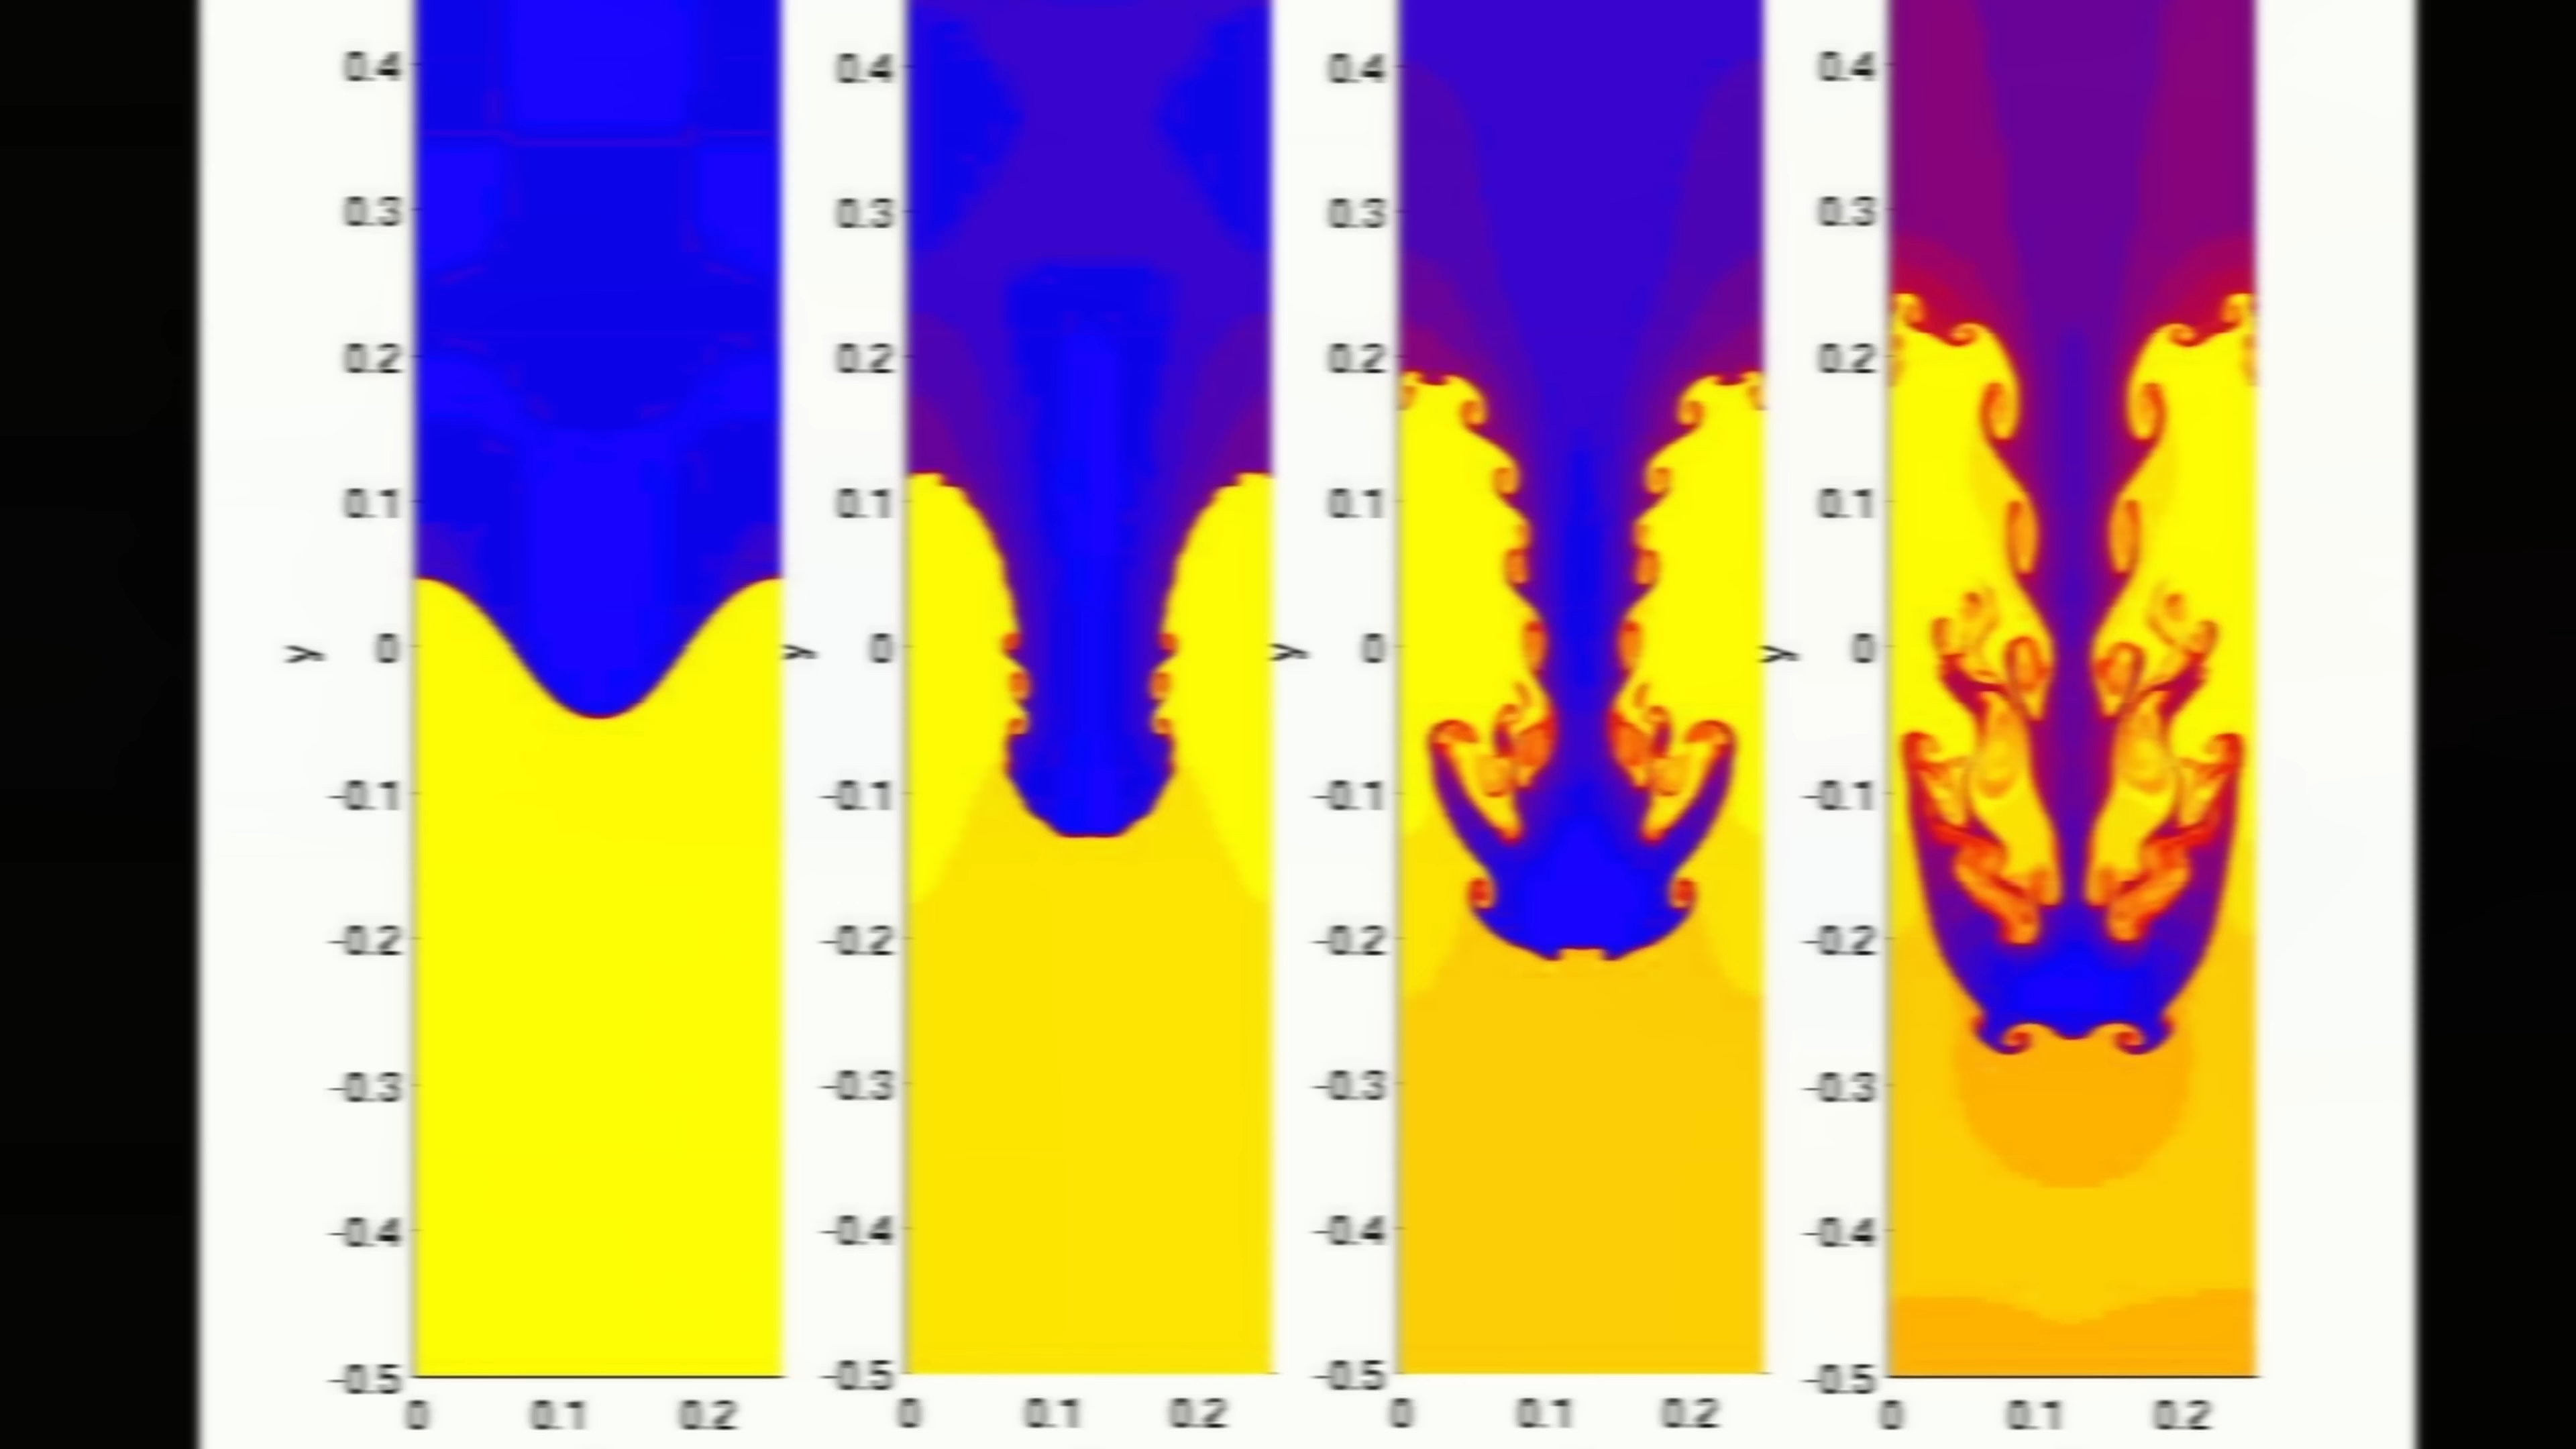 0.4 0.4 0.4 0.4
0.3 0.3 0.3 0.3
0.2 0.2 0.2 0.2
0.1 0.1 0.1 0.1
y 0 y 0 y 0 y 0
-0.1 -0.1 -0.1 -0.1
-0.2 -0.2 -0.2 -0.2
-0.3 -0.3 -0.3 -0.3
-0.4 -0.4 -0.4 -0.4
-0.5 -0.5 -0.5 -0.5
0 0.1 0.2 0 0.1 0.2 0 0.1 0.2 0 0.1 0.2